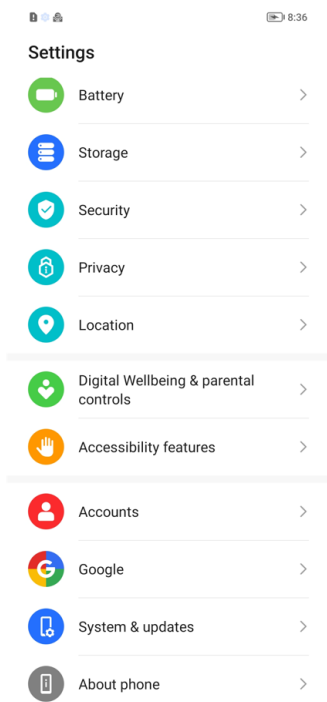 8:36
Settings
Battery
Storage
Security
Privacy
Location
Digital Wellbeing & parental
controls
Accessibility features
Accounts
Google
System & updates
About phone